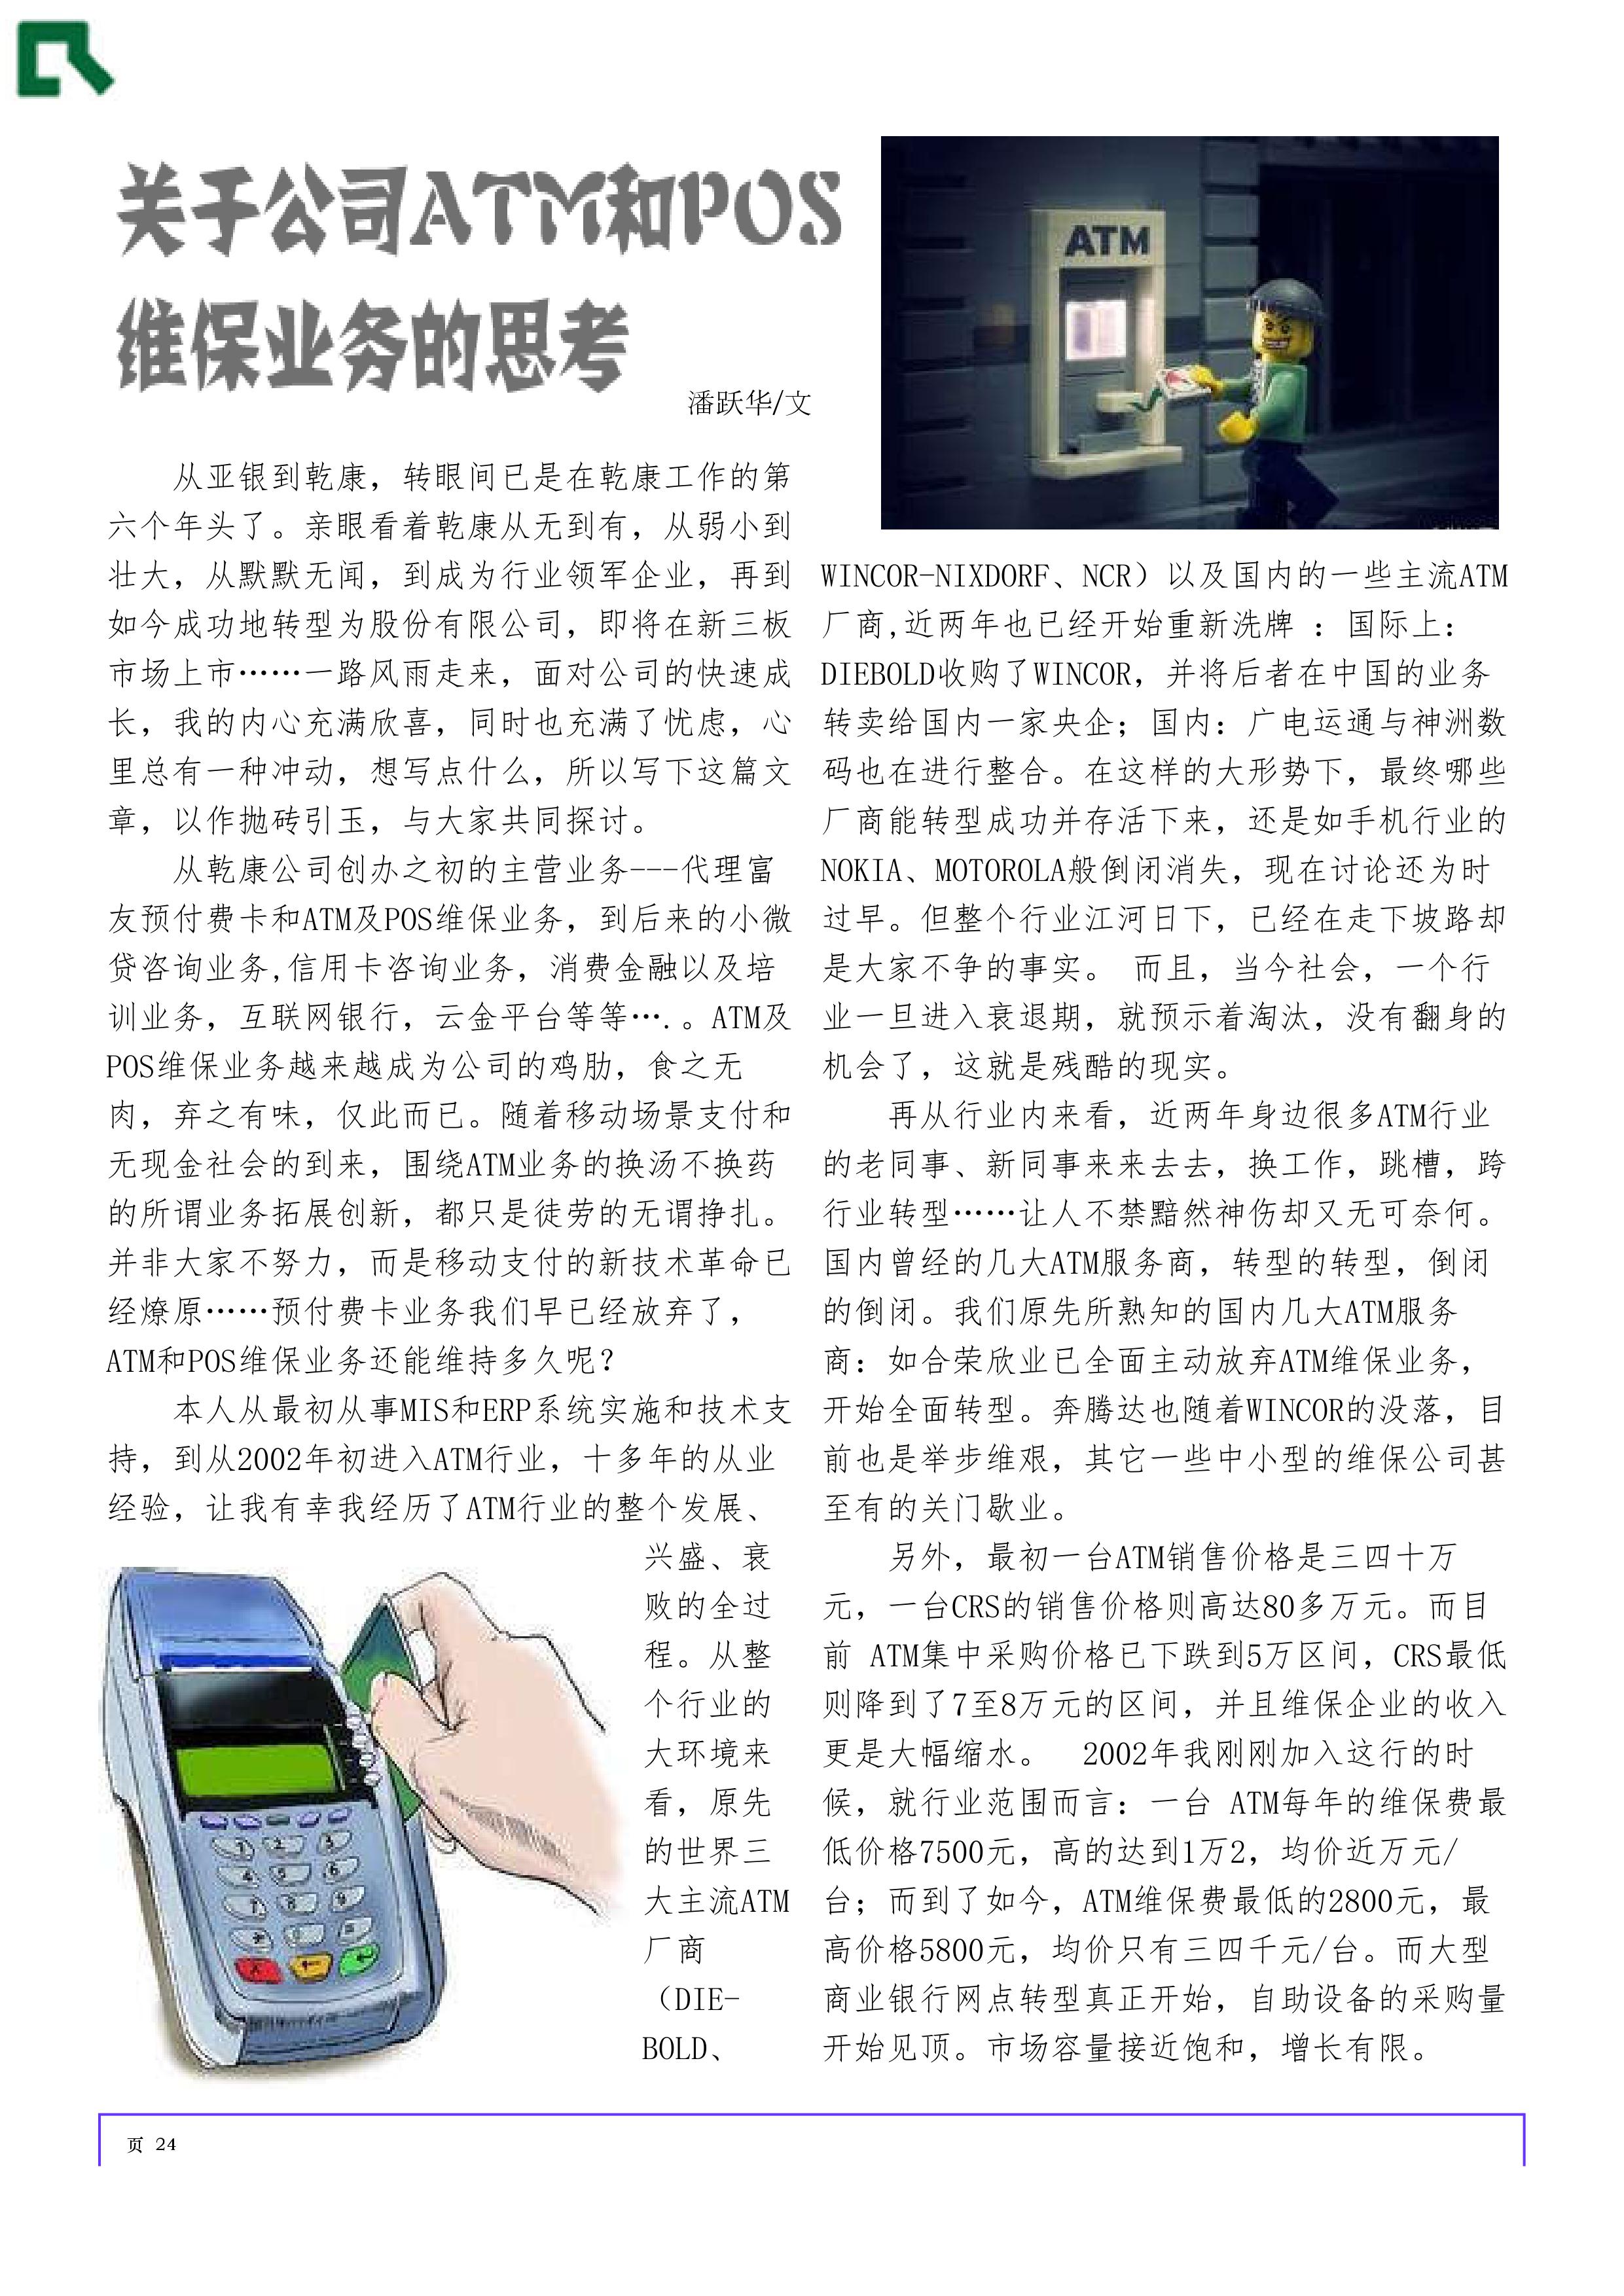 关于公司ATM和POS
维保业务的思考
潘跃华/文
从亚银到乾康，转眼间已是在乾康工作的第
六个年头了。亲眼看着乾康从无到有，从弱小到
壮大，从默默无闻，到成为行业领军企业，再到
如今成功地转型为股份有限公司，即将在新三板
市场上市……一路风雨走来，面对公司的快速成
长，我的内心充满欣喜，同时也充满了忧虑，心
里总有一种冲动，想写点什么，所以写下这篇文
章，以作抛砖引玉，与大家共同探讨。
从乾康公司创办之初的主营业务---代理富
友预付费卡和ATM及POS维保业务，到后来的小微
贷咨询业务,信用卡咨询业务，消费金融以及培
训业务，互联网银行，云金平台等等….。ATM及
POS维保业务越来越成为公司的鸡肋，食之无
肉，弃之有味，仅此而已。随着移动场景支付和
无现金社会的到来，围绕ATM业务的换汤不换药
的所谓业务拓展创新，都只是徒劳的无谓挣扎。
并非大家不努力，而是移动支付的新技术革命已
经燎原……预付费卡业务我们早已经放弃了，
ATM和POS维保业务还能维持多久呢？
本人从最初从事MIS和ERP系统实施和技术支
持，到从2002年初进入ATM行业，十多年的从业
经验，让我有幸我经历了ATM行业的整个发展、
兴盛、衰
败的全过
程。从整
个行业的
大环境来
看，原先
的世界三
大主流ATM
厂商
（DIE-
BOLD、
ATM
WINCOR-NIXDORF、NCR）以及国内的一些主流ATM
厂商,近两年也已经开始重新洗牌 ：国际上：
DIEBOLD收购了WINCOR，并将后者在中国的业务
转卖给国内一家央企；国内：广电运通与神洲数
码也在进行整合。在这样的大形势下，最终哪些
厂商能转型成功并存活下来，还是如手机行业的
NOKIA、MOTOROLA般倒闭消失，现在讨论还为时
过早。但整个行业江河日下，已经在走下坡路却
是大家不争的事实。 而且，当今社会，一个行
业一旦进入衰退期，就预示着淘汰，没有翻身的
机会了，这就是残酷的现实。
再从行业内来看，近两年身边很多ATM行业
的老同事、新同事来来去去，换工作，跳槽，跨
行业转型……让人不禁黯然神伤却又无可奈何。
国内曾经的几大ATM服务商，转型的转型，倒闭
的倒闭。我们原先所熟知的国内几大ATM服务
商：如合荣欣业已全面主动放弃ATM维保业务，
开始全面转型。奔腾达也随着WINCOR的没落，目
前也是举步维艰，其它一些中小型的维保公司甚
至有的关门歇业。
另外，最初一台ATM销售价格是三四十万
元，一台CRS的销售价格则高达80多万元。而目
前 ATM集中采购价格已下跌到5万区间，CRS最低
则降到了7至8万元的区间，并且维保企业的收入
更是大幅缩水。 2002年我刚刚加入这行的时
候，就行业范围而言：一台 ATM每年的维保费最
低价格7500元，高的达到1万2，均价近万元/
台；而到了如今，ATM维保费最低的2800元，最
高价格5800元，均价只有三四千元/台。而大型
商业银行网点转型真正开始，自助设备的采购量
开始见顶。市场容量接近饱和，增长有限。
页 24